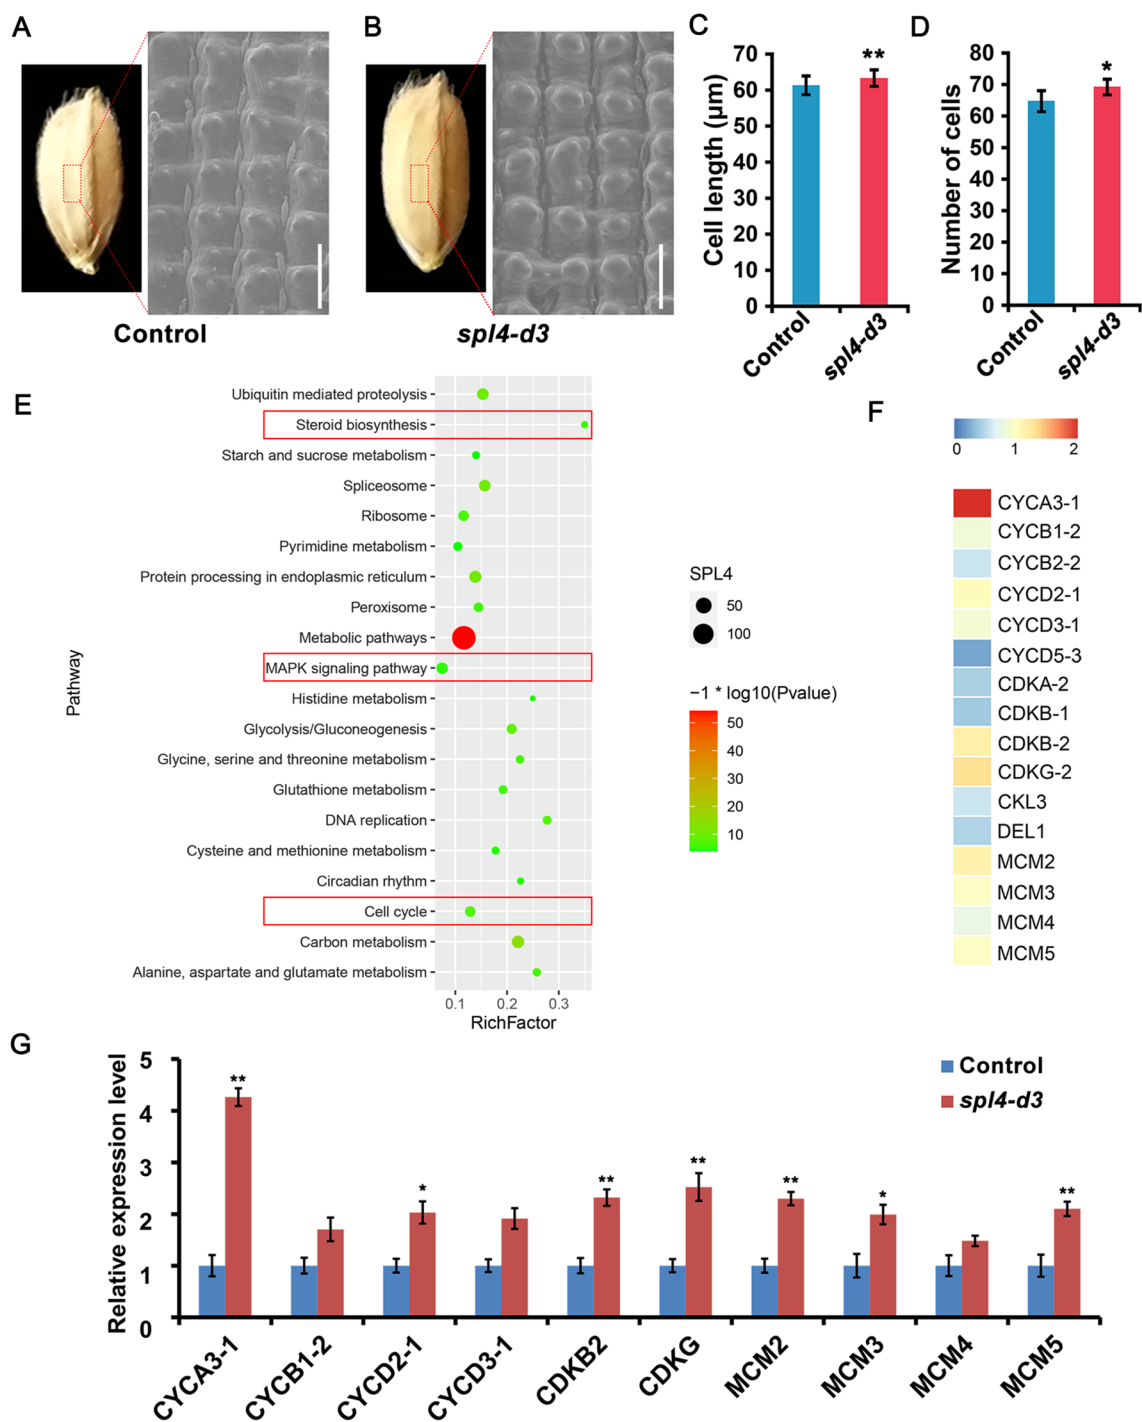 A
B
C
D
Control
spl4-d3
Cell length (μm)
70
60
50
40
30
20
10
0
**
Control
spl4-d3
Number of cells
80
70
60
50
40
30
20
10
0
*
Control
spl4-d3
E
Pathway
Ubiquitin mediated proteolysis
Steroid biosynthesis
Starch and sucrose metabolism
Spliceosome
Ribosome
Pyrimidine metabolism
Protein processing in endoplasmic reticulum
Peroxisome
Metabolic pathways
MAPK signaling pathway
Histidine metabolism
Glycolysis/Gluconeogenesis
Glycine, serine and threonine metabolism
Glutathione metabolism
DNA replication
Cysteine and methionine metabolism
Circadian rhythm
Cell cycle
Carbon metabolism
Alanine, aspartate and glutamate metabolism
0.1 0.2 0.3
RichFactor
SPL4
50
100
−1 * log10(Pvalue)
50
40
30
20
10
F
0 1 2
CYCA3-1
CYCB1-2
CYCB2-2
CYCD2-1
CYCD3-1
CYCD5-3
CDKA-2
CDKB-1
CDKB-2
CDKG-2
CKL3
DEL1
MCM2
MCM3
MCM4
MCM5
G
Relative expression level
5
4
3
2
1
0
** * ** ** ** * **
Control
spl4-d3
CYCA3-1 CYCB1-2 CYCD2-1 CYCD3-1 CDKB2 CDKG MCM2 MCM3 MCM4 MCM5